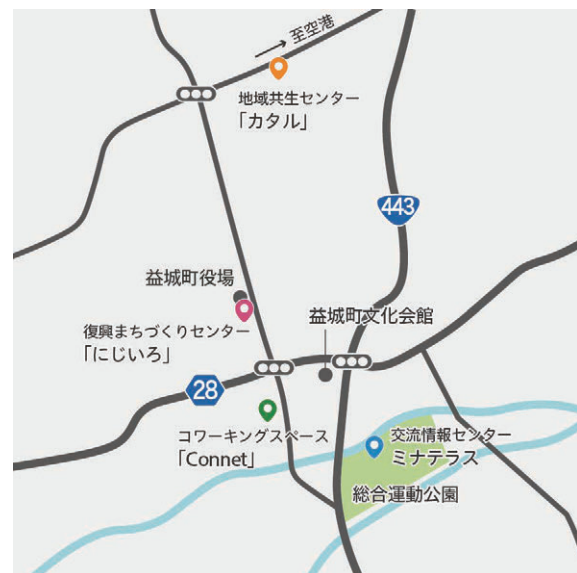 至空港
地域共生センター
「カタル」
443
益城町役場
益城町文化会館
復興まちづくりセンター
「にじいろ」
28
コワーキングスペース
「Connet」
交流情報センター
ミナテラス
総合運動公園